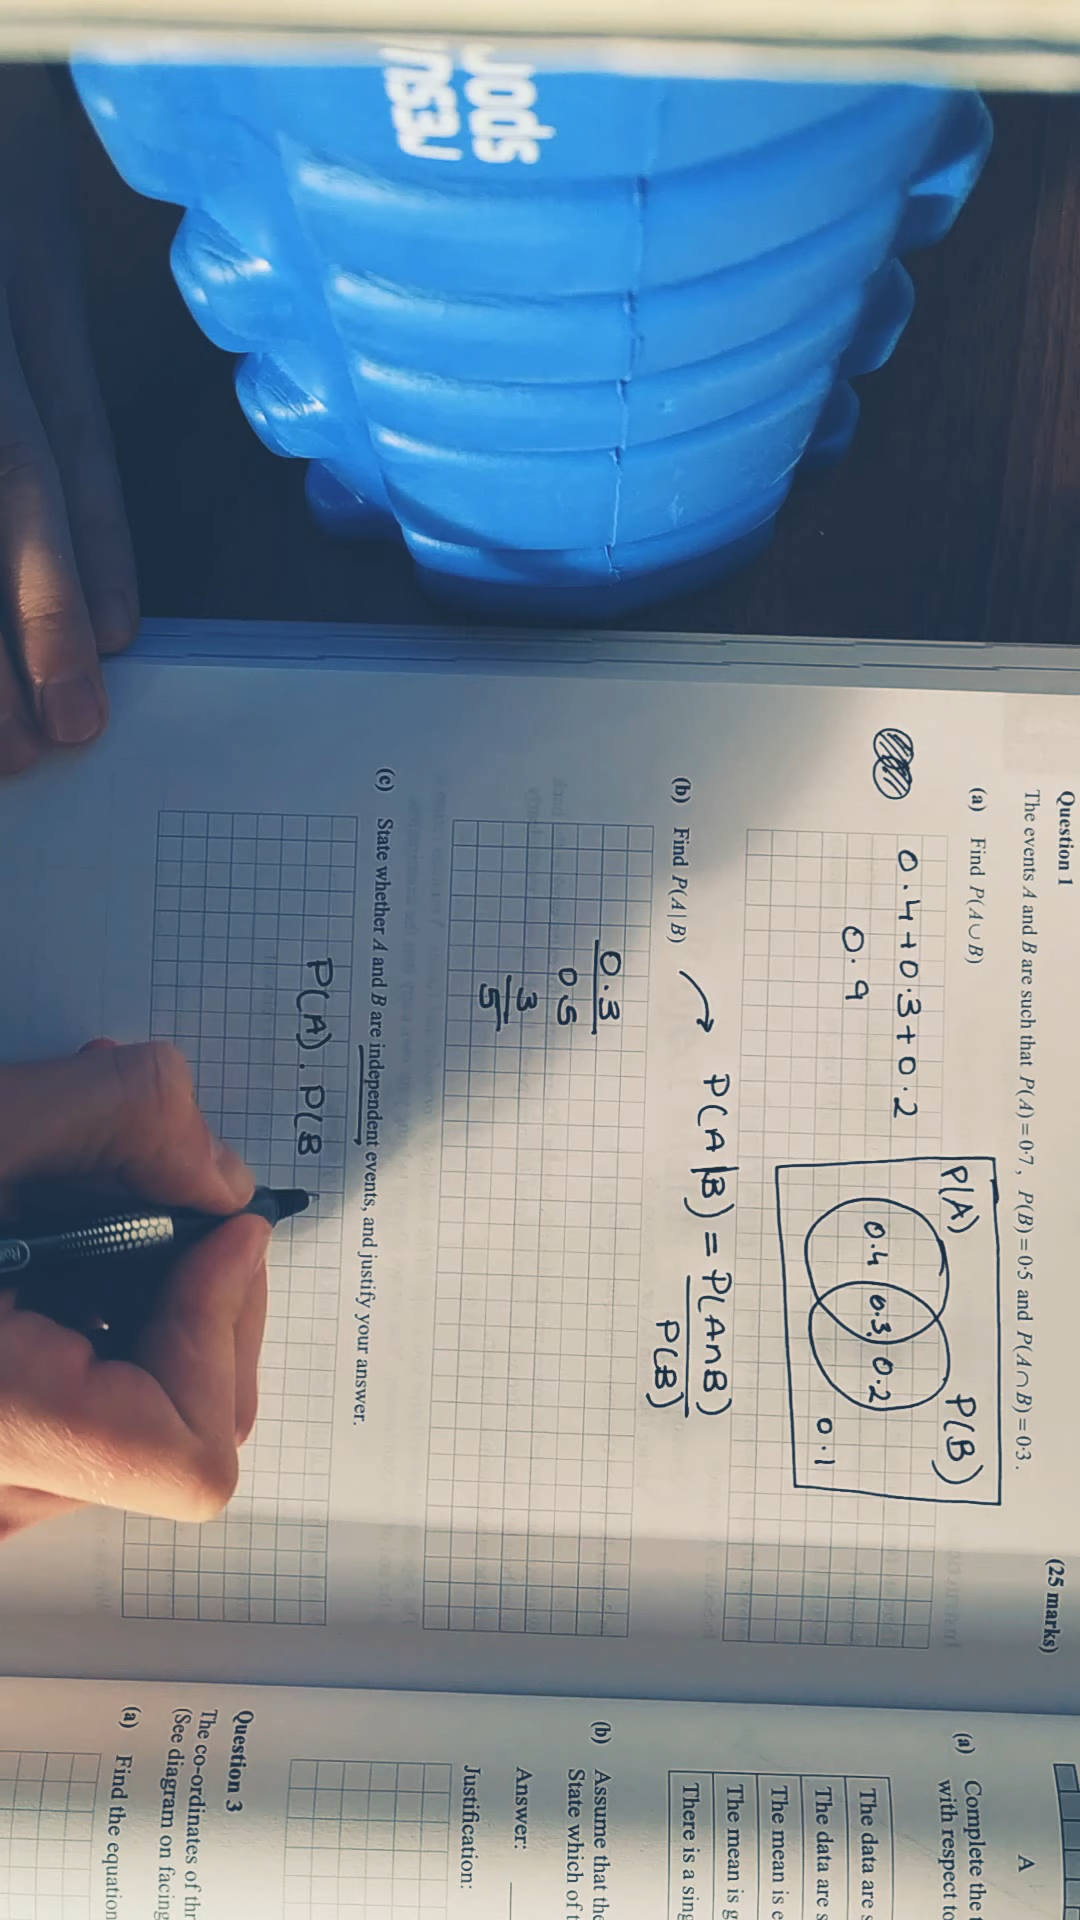 Question 1
(25 marks)
The events A and B are such that P(A) = 0·7, P(B) = 0·5 and P(A∩B) = 0·3.
(a) Find P(A∪B)
0.4+0.3+0.2
0.9
P(A)
P(B)
0.4
0.3
0.2
0.1
(b) Find P(A|B)
P(A|B) = P(A∩B)
P(B)
0.3
0.5
3
5
(c) State whether A and B are independent events, and justify your answer.
P(A).P(B
A
(a) Complete the
with respect to
The data are
The data are
The mean is
The mean is
There is a
(b) Assume that
State which of
Answer:
Justification:
Question 3
The co-ordinates of
(See diagram on facing
(a) Find the equation